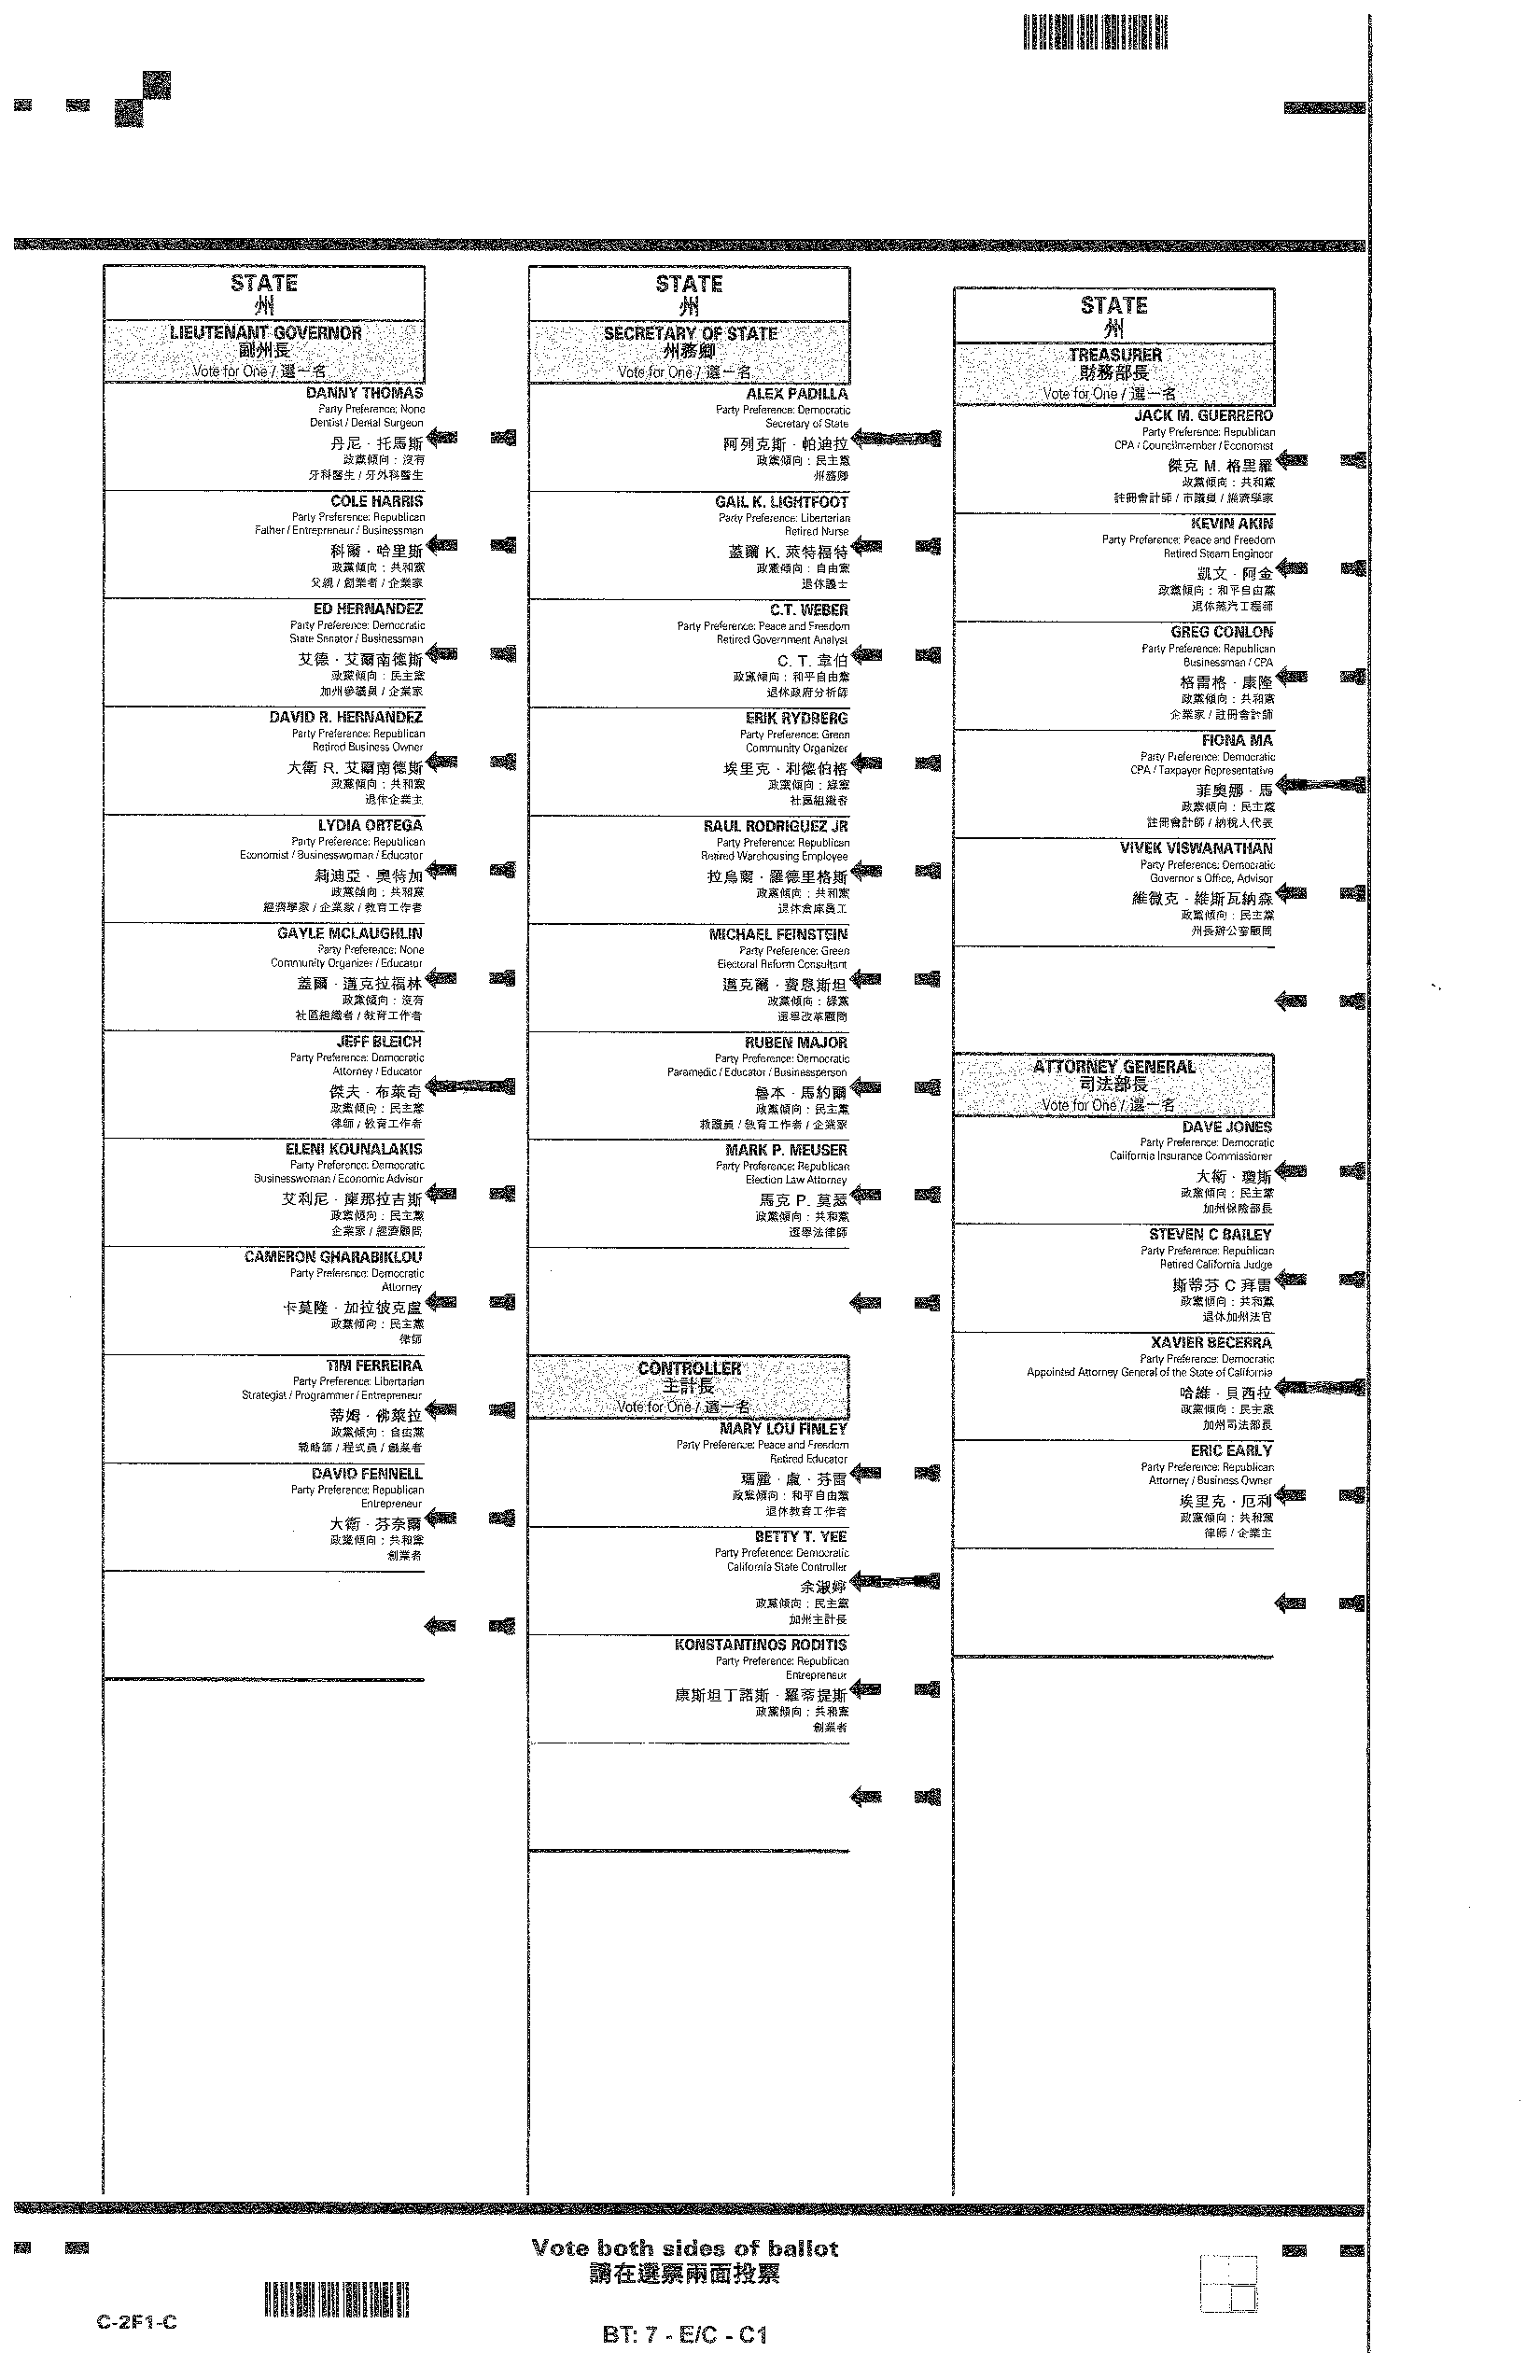 STATE
州
LIEUTENANT GOVERNOR
副州長
Vote for One / 選一名
DANNY THOMAS
Party Preference: None
Dentist / Dental Surgeon
丹尼·托馬斯
政黨傾向：沒有
牙科醫生 / 牙外科醫生
COLE HARRIS
Party Preference: Republican
Father / Entrepreneur / Businessman
科爾·哈里斯
政黨傾向：共和黨
父親 / 創業者 / 企業家
ED HERNANDEZ
Party Preference: Democratic
State Senator / Businessman
艾德·艾爾南德斯
政黨傾向：民主黨
加州參議員 / 企業家
DAVID R. HERNANDEZ
Party Preference: Republican
Retired Business Owner
大衛 R. 艾爾南德斯
政黨傾向：共和黨
退休企業主
LYDIA ORTEGA
Party Preference: Republican
Economist / Businesswoman / Educator
莉迪亞·奧特加
政黨傾向：共和黨
經濟學家 / 企業家 / 教育工作者
GAYLE MCLAUGHLIN
Party Preference: None
Community Organizer / Educator
蓋爾·邁克拉福林
政黨傾向：沒有
社區組織者 / 教育工作者
JEFF BLEICH
Party Preference: Democratic
Attorney / Educator
傑夫·布萊奇
政黨傾向：民主黨
律師 / 教育工作者
ELENI KOUNALAKIS
Party Preference: Democratic
Businesswoman / Economic Advisor
艾利尼·庫那拉吉斯
政黨傾向：民主黨
企業家 / 經濟顧問
CAMERON GHARABIKLOU
Party Preference: Democratic
Attorney
卡莫隆·加拉彼克盧
政黨傾向：民主黨
律師
TIM FERREIRA
Party Preference: Libertarian
Strategist / Programmer / Entrepreneur
蒂姆·佛萊拉
政黨傾向：自由黨
戰略師 / 程式員 / 創業者
DAVID FENNELL
Party Preference: Republican
Entrepreneur
大衛·芬奈爾
政黨傾向：共和黨
創業者
STATE
州
SECRETARY OF STATE
州務卿
Vote for One / 選一名
ALEX PADILLA
Party Preference: Democratic
Secretary of State
阿列克斯·帕迪拉
政黨傾向：民主黨
州務卿
GAIL K. LIGHTFOOT
Party Preference: Libertarian
Retired Nurse
蓋爾 K. 萊特福特
政黨傾向：自由黨
退休護士
C.T. WEBER
Party Preference: Peace and Freedom
Retired Government Analyst
C. T. 韋伯
政黨傾向：和平自由黨
退休政府分析師
ERIK RYDBERG
Party Preference: Green
Community Organizer
埃里克·利德伯格
政黨傾向：綠黨
社區組織者
RAUL RODRIGUEZ JR
Party Preference: Republican
Retired Warehousing Employee
拉烏爾·羅德里格斯
政黨傾向：共和黨
退休倉庫員工
MICHAEL FEINSTEIN
Party Preference: Green
Electoral Reform Consultant
邁克爾·費恩斯坦
政黨傾向：綠黨
選舉改革顧問
RUBEN MAJOR
Party Preference: Democratic
Paramedic / Educator / Businessperson
魯本·馬約爾
政黨傾向：民主黨
救護員 / 教育工作者 / 企業家
MARK P. MEUSER
Party Preference: Republican
Election Law Attorney
馬克 P. 莫瑟
政黨傾向：共和黨
選舉法律師
CONTROLLER
主計長
Vote for One / 選一名
MARY LOU FINLEY
Party Preference: Peace and Freedom
Retired Educator
瑪麗·盧·芬雷
政黨傾向：和平自由黨
退休教育工作者
BETTY T. YEE
Party Preference: Democratic
California State Controller
余淑婷
政黨傾向：民主黨
加州主計長
KONSTANTINOS RODITIS
Party Preference: Republican
Entrepreneur
康斯坦丁諾斯·羅蒂提斯
政黨傾向：共和黨
創業者
STATE
州
TREASURER
財務部長
Vote for One / 選一名
JACK M. GUERRERO
Party Preference: Republican
CPA / Councilmember / Economist
傑克 M. 格里羅
政黨傾向：共和黨
註冊會計師 / 市議員 / 經濟學家
KEVIN AKIN
Party Preference: Peace and Freedom
Retired Steam Engineer
凱文·阿金
政黨傾向：和平自由黨
退休蒸汽工程師
GREG CONLON
Party Preference: Republican
Businessman / CPA
格雷格·康隆
政黨傾向：共和黨
企業家 / 註冊會計師
FIONA MA
Party Preference: Democratic
CPA / Taxpayer Representative
菲奧娜·馬
政黨傾向：民主黨
註冊會計師 / 納稅人代表
VIVEK VISWANATHAN
Party Preference: Democratic
Governor s Office, Advisor
維微克·維斯瓦納森
政黨傾向：民主黨
州長辦公室顧問
ATTORNEY GENERAL
司法部長
Vote for One / 選一名
DAVE JONES
Party Preference: Democratic
California Insurance Commissioner
大衛·瓊斯
政黨傾向：民主黨
加州保險部長
STEVEN C BAILEY
Party Preference: Republican
Retired California Judge
斯蒂芬 C 拜雷
政黨傾向：共和黨
退休加州法官
XAVIER BECERRA
Party Preference: Democratic
Appointed Attorney General of the State of California
哈維·貝西拉
政黨傾向：民主黨
加州司法部長
ERIC EARLY
Party Preference: Republican
Attorney / Business Owner
埃里克·厄利
政黨傾向：共和黨
律師 / 企業主
Vote both sides of ballot
請在選票兩面投票
C-2F1-C
BT: 7 - E/C - C1